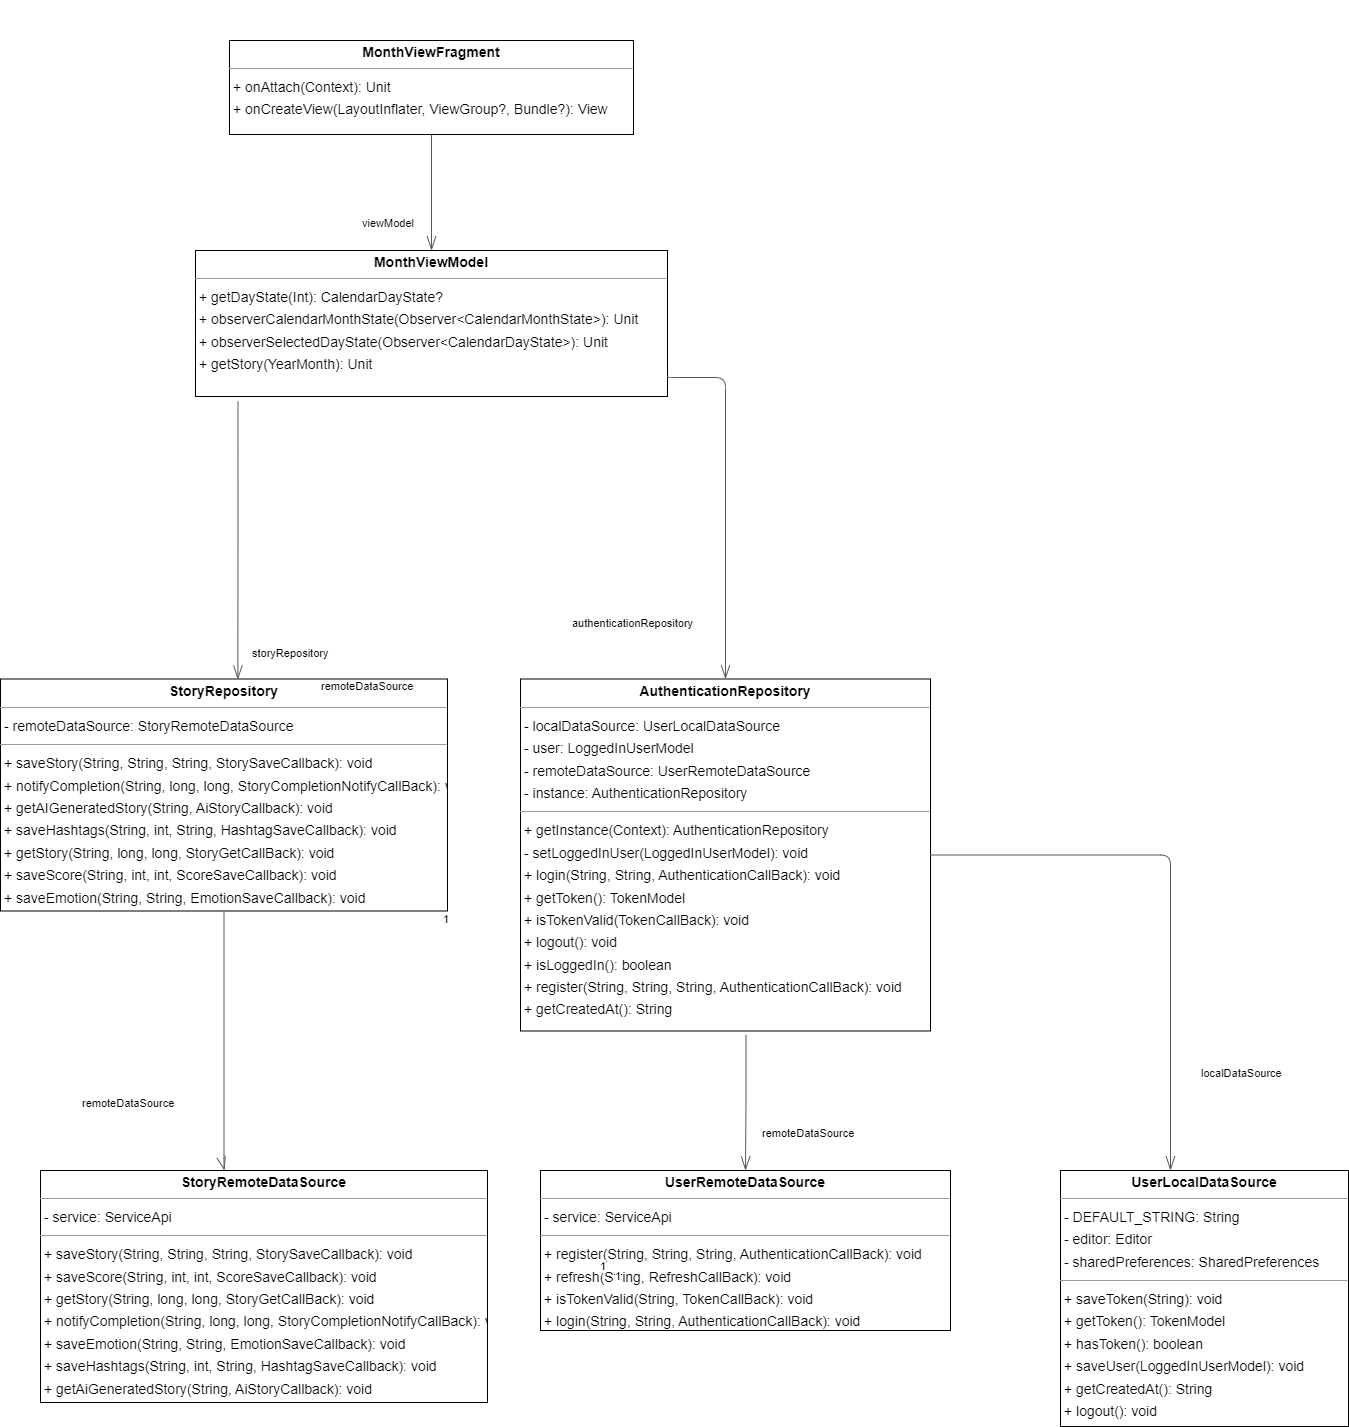 MonthViewFragment
+ onAttach(Context): Unit
+ onCreateView(LayoutInflater, ViewGroup?, Bundle?): View
viewModel
MonthViewModel
+ getDayState(Int): CalendarDayState?
+ observerCalendarMonthState(Observer<CalendarMonthState>): Unit
+ observerSelectedDayState(Observer<CalendarDayState>): Unit
+ getStory(YearMonth): Unit
storyRepository
authenticationRepository
StoryRepository
remoteDataSource
- remoteDataSource: StoryRemoteDataSource
+ saveStory(String, String, String, StorySaveCallback): void
+ notifyCompletion(String, long, long, StoryCompletionNotifyCallBack):
+ getAIGeneratedStory(String, AiStoryCallback): void
+ saveHashtags(String, int, String, HashtagSaveCallback): void
+ getStory(String, long, long, StoryGetCallBack): void
+ saveScore(String, int, int, ScoreSaveCallback): void
+ saveEmotion(String, String, EmotionSaveCallback): void
1
AuthenticationRepository
- localDataSource: UserLocalDataSource
- user: LoggedInUserModel
- remoteDataSource: UserRemoteDataSource
- instance: AuthenticationRepository
+ getInstance(Context): AuthenticationRepository
- setLoggedInUser(LoggedInUserModel): void
+ login(String, String, AuthenticationCallBack): void
+ getToken(): TokenModel
+ isTokenValid(TokenCallBack): void
+ logout(): void
+ isLoggedIn(): boolean
+ register(String, String, String, AuthenticationCallBack): void
+ getCreatedAt(): String
remoteDataSource
remoteDataSource
localDataSource
StoryRemoteDataSource
- service: ServiceApi
+ saveStory(String, String, String, StorySaveCallback): void
+ saveScore(String, int, int, ScoreSaveCallback): void
+ getStory(String, long, long, StoryGetCallBack): void
+ notifyCompletion(String, long, long, StoryCompletionNotifyCallBack):
+ saveEmotion(String, String, EmotionSaveCallback): void
+ saveHashtags(String, int, String, HashtagSaveCallback): void
+ getAiGeneratedStory(String, AiStoryCallback): void
UserRemoteDataSource
- service: ServiceApi
+ register(String, String, String, AuthenticationCallBack): void
1
+ refresh(String, RefreshCallBack): void
1
+ isTokenValid(String, TokenCallBack): void
+ login(String, String, AuthenticationCallBack): void
UserLocalDataSource
- DEFAULT_STRING: String
- editor: Editor
- sharedPreferences: SharedPreferences
+ saveToken(String): void
+ getToken(): TokenModel
+ hasToken(): boolean
+ saveUser(LoggedInUserModel): void
+ getCreatedAt(): String
+ logout(): void